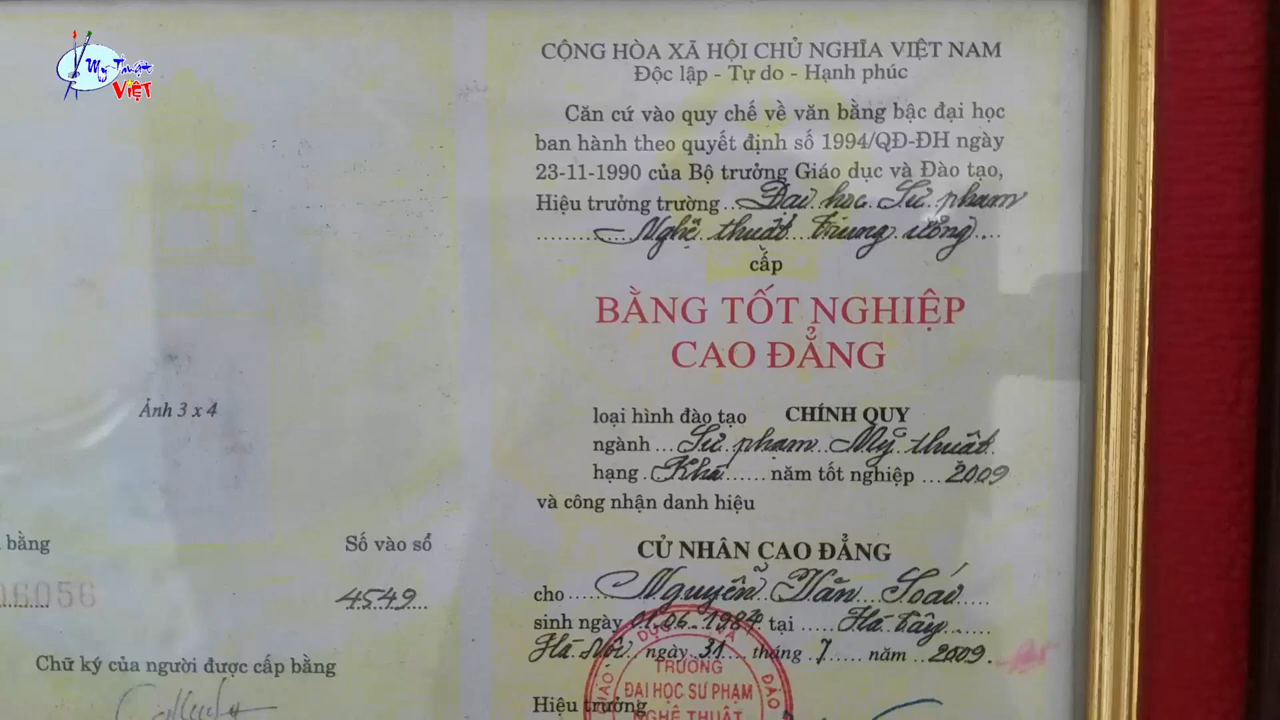 Mỹ Thuật
VIỆT
CỘNG HÒA XÃ HỘI CHỦ NGHĨA VIỆT NAM
Độc lập - Tự do - Hạnh phúc
Căn cứ vào quy chế về văn bằng bậc đại học
ban hành theo quyết định số 1994/QĐ-ĐH ngày
23-11-1990 của Bộ trưởng Giáo dục và Đào tạo,
Hiệu trưởng trường Đại học Sư phạm
Nghệ thuật trung ương
cấp
BẰNG TỐT NGHIỆP
CAO ĐẲNG
loại hình đào tạo CHÍNH QUY
ngành Sư phạm Mỹ thuật
hạng Khá năm tốt nghiệp 2009
và công nhận danh hiệu
CỬ NHÂN CAO ĐẲNG
cho Nguyễn Văn Soái
sinh ngày 01.06.1987 tại Hà Tây
Hà Nội, ngày 31 tháng 7 năm 2009
Hiệu trưởng
GIÁO DỤC VÀ ĐÀO
TRƯỜNG
ĐẠI HỌC SƯ PHẠM
NGHỆ THUẬT
Ảnh 3 x 4
bằng
Số vào sổ
06056
4549
Chữ ký của người được cấp bằng